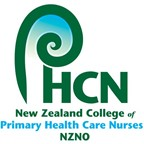 PHCN
New Zealand College of
Primary Health Care Nurses
NZNO